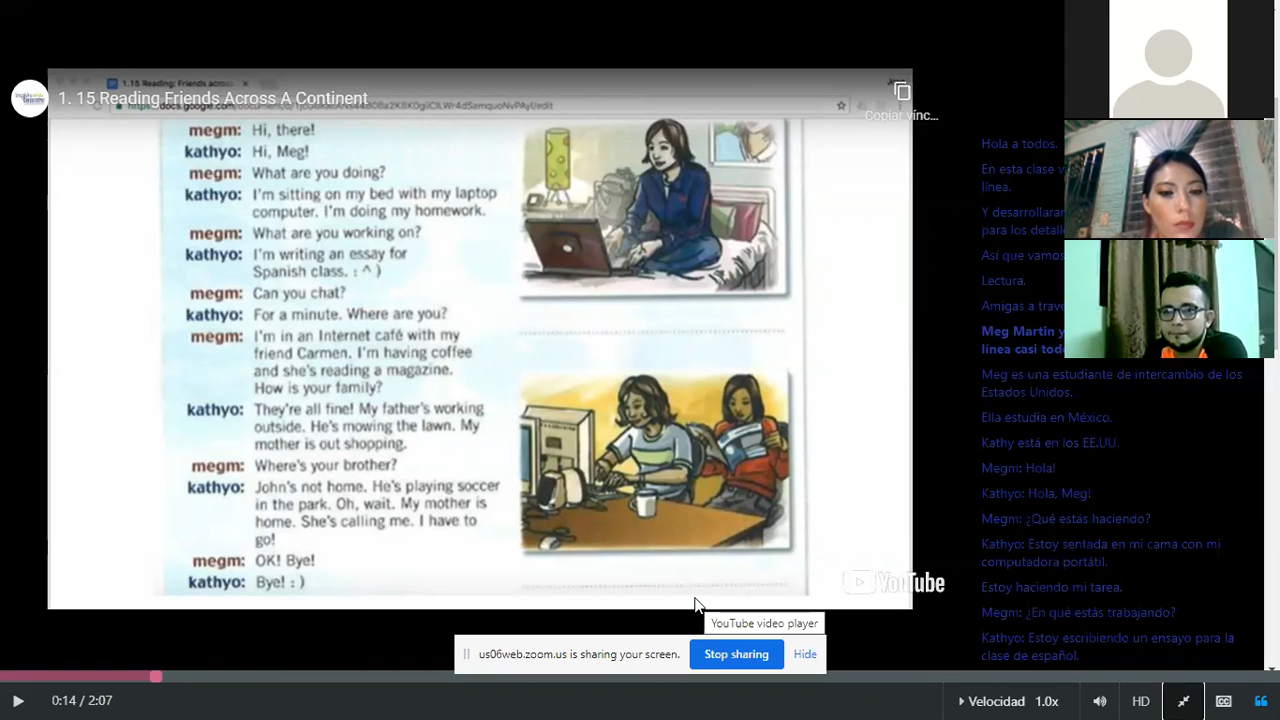 1.15 Reading: Friends across
1. 15 Reading Friends Across A Continent
Copiar vínc...
megm: Hi, there!
kathyo: Hi, Meg!
megm: What are you doing?
kathyo: I'm sitting on my bed with my laptop
computer. I'm doing my homework.
megm: What are you working on?
kathyo: I'm writing an essay for
Spanish class. : ^ )
megm: Can you chat?
kathyo: For a minute. Where are you?
megm: I'm in an Internet café with my
friend Carmen. I'm having coffee
and she's reading a magazine.
How is your family?
kathyo: They're all fine! My father's working
outside. He's mowing the lawn. My
mother is out shopping.
megm: Where's your brother?
kathyo: John's not home. He's playing soccer
in the park. Oh, wait. My mother is
home. She's calling me. I have to
go!
megm: OK! Bye!
kathyo: Bye! : )
YouTube
YouTube video player
us06web.zoom.us is sharing your screen.
Stop sharing
Hide
0:14 / 2:07
Velocidad 1.0x
HD
CC
Hola a todos.
En esta clase
línea.
Y desarrollara
para los detall
Así que vamos
Lectura.
Amigas a trav
Meg Martin y
línea casi tod
Meg es una estudiante de intercambio de los
Estados Unidos.
Ella estudia en México.
Kathy está en los EE.UU.
Megm: Hola!
Kathyo: Hola, Meg!
Megm: ¿Qué estás haciendo?
Kathyo: Estoy sentada en mi cama con mi
computadora portátil.
Estoy haciendo mi tarea.
Megm: ¿En qué estás trabajando?
Kathyo: Estoy escribiendo un ensayo para la
clase de español.